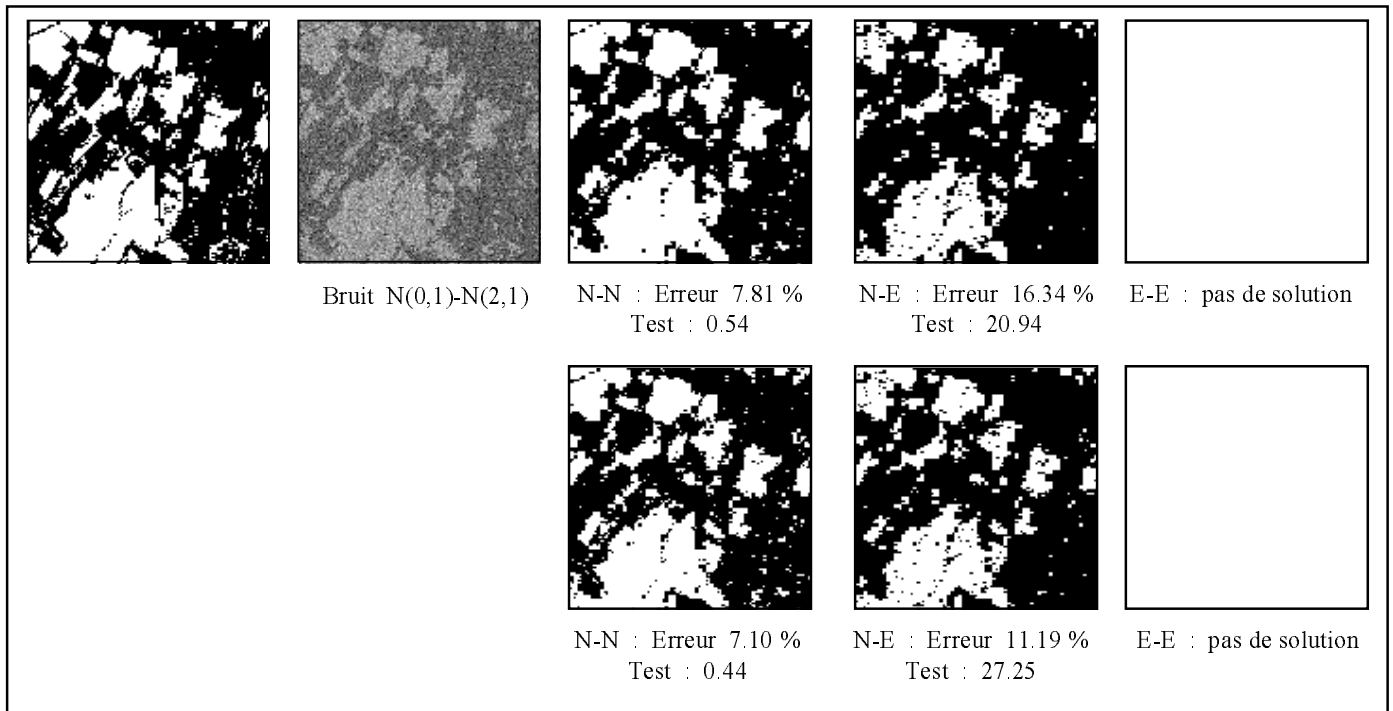 Bruit N(0,1)-N(2,1)
N-N : Erreur 7.81 %
Test : 0.54
N-E : Erreur 16.34 %
Test : 20.94
E-E : pas de solution
N-N : Erreur 7.10 %
Test : 0.44
N-E : Erreur 11.19 %
Test : 27.25
E-E : pas de solution